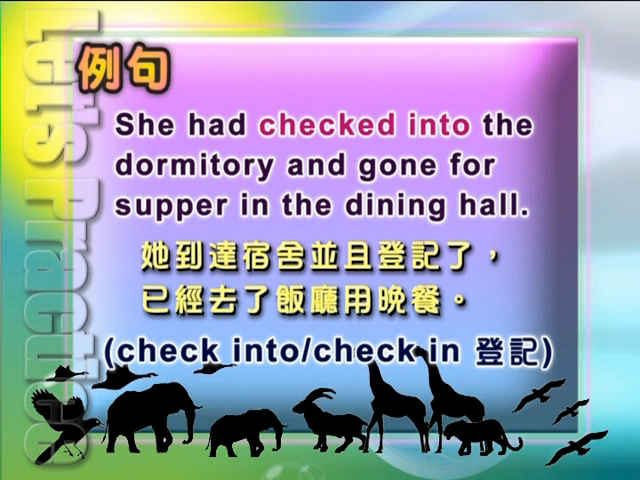 Let's Practice
例句
She had checked into the
dormitory and gone for
supper in the dining hall.
她到達宿舍並且登記了，
已經去了飯廳用晚餐。
(check into/check in 登記)